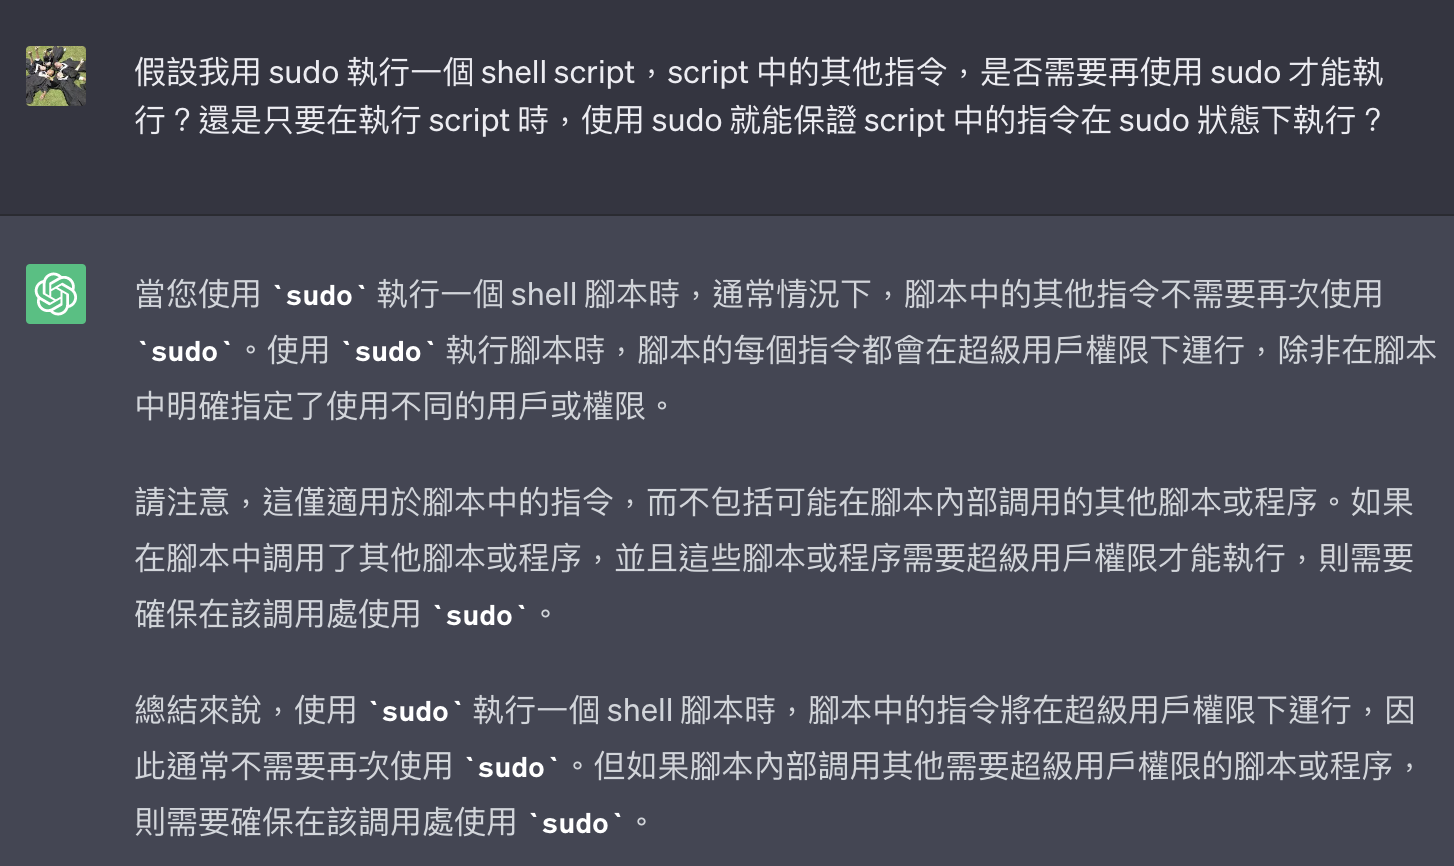 假設我用 sudo 執行一個 shell script，script 中的其他指令，是否需要再使用 sudo 才能執
行？還是只要在執行 script 時，使用 sudo 就能保證 script 中的指令在 sudo 狀態下執行？
當您使用 `sudo` 執行一個 shell 腳本時，通常情況下，腳本中的其他指令不需要再次使用
`sudo`。使用 `sudo` 執行腳本時，腳本的每個指令都會在超級用戶權限下運行，除非在腳本
中明確指定了使用不同的用戶或權限。
請注意，這僅適用於腳本中的指令，而不包括可能在腳本內部調用的其他腳本或程序。如果
在腳本中調用了其他腳本或程序，並且這些腳本或程序需要超級用戶權限才能執行，則需要
確保在該調用處使用 `sudo`。
總結來說，使用 `sudo` 執行一個 shell 腳本時，腳本中的指令將在超級用戶權限下運行，因
此通常不需要再次使用 `sudo`。但如果腳本內部調用其他需要超級用戶權限的腳本或程序，
則需要確保在該調用處使用 `sudo`。